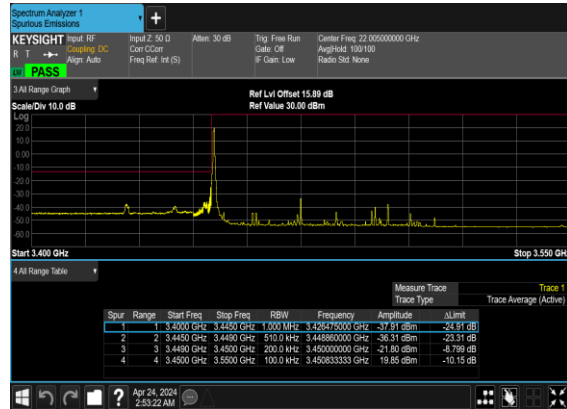 Spectrum Analyzer 1
Spurious Emissions
+
KEYSIGHT Input: RF Input Z: 50 Ω Atten: 30 dB Trig: Free Run Center Freq: 22.005000000 GHz
R T Coupling: DC Corr CCorr Gate: Off Avg|Hold: 100/100
Align: Auto Freq Ref: Int (S) IF Gain: Low Radio Std: None
PASS
3 All Range Graph
Ref Lvl Offset 15.89 dB
Scale/Div 10.0 dB Ref Value 30.00 dBm
Log
20.0
10.0
0.00
-10.0
-20.0
-30.0
-40.0
-50.0
-60.0
Start 3.400 GHz Stop 3.550 GHz
4 All Range Table
Measure Trace Trace 1
Trace Type Trace Average (Active)
Spur Range Start Freq Stop Freq RBW Frequency Amplitude ΔLimit
1 1 3.4000 GHz 3.4450 GHz 1.000 MHz 3.426475000 GHz -37.91 dBm -24.91 dB
2 2 3.4450 GHz 3.4490 GHz 510.0 kHz 3.448860000 GHz -36.31 dBm -23.31 dB
3 3 3.4490 GHz 3.4500 GHz 200.0 kHz 3.450000000 GHz -21.80 dBm -8.799 dB
4 4 3.4500 GHz 3.5500 GHz 100.0 kHz 3.450833333 GHz 19.85 dBm -10.15 dB
? Apr 24, 2024
2:53:22 AM